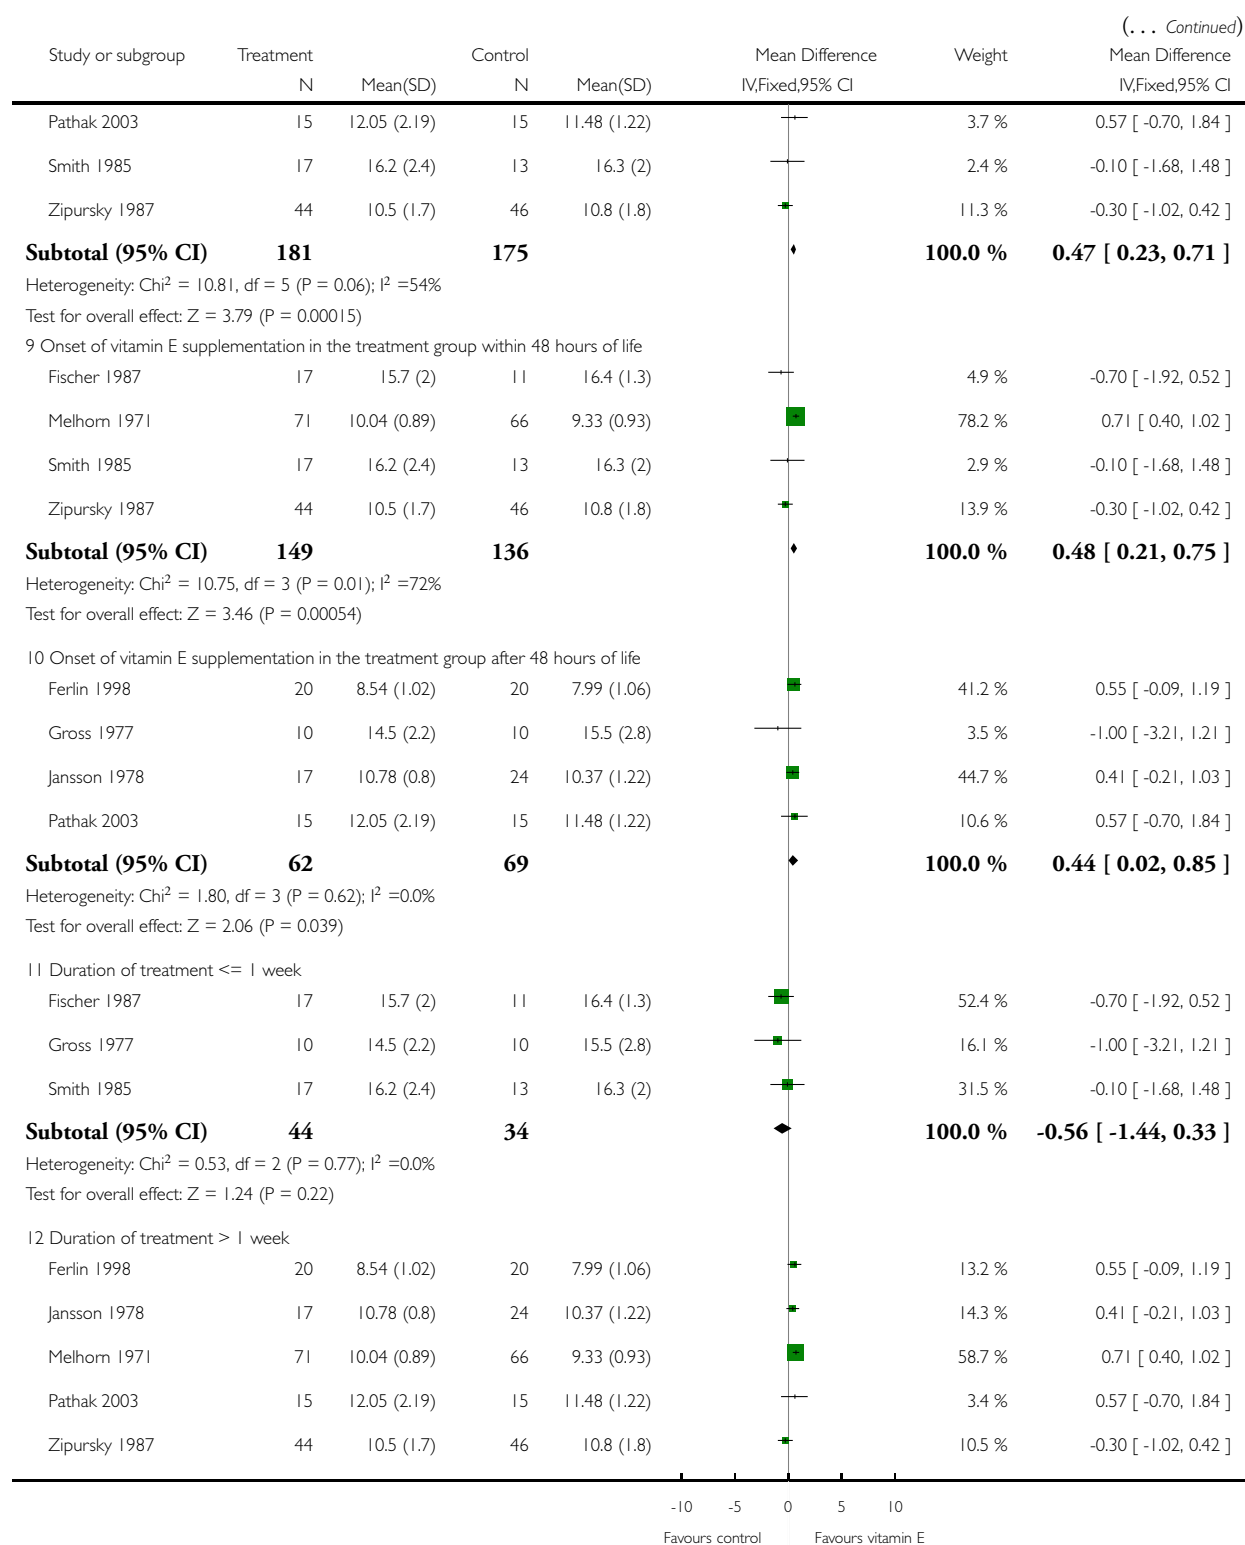 (... Continued)
Study or subgroup Treatment Control Mean Difference Weight Mean Difference
N Mean(SD) N Mean(SD) IV,Fixed,95% CI IV,Fixed,95% CI
Pathak 2003 15 12.05 (2.19) 15 11.48 (1.22) 3.7 % 0.57 [ -0.70, 1.84 ]
Smith 1985 17 16.2 (2.4) 13 16.3 (2) 2.4 % -0.10 [ -1.68, 1.48 ]
Zipursky 1987 44 10.5 (1.7) 46 10.8 (1.8) 11.3 % -0.30 [ -1.02, 0.42 ]
Subtotal (95% CI) 181 175 100.0 % 0.47 [ 0.23, 0.71 ]
Heterogeneity: Chi² = 10.81, df = 5 (P = 0.06); I² =54%
Test for overall effect: Z = 3.79 (P = 0.00015)
9 Onset of vitamin E supplementation in the treatment group within 48 hours of life
Fischer 1987 17 15.7 (2) 11 16.4 (1.3) 4.9 % -0.70 [ -1.92, 0.52 ]
Melhorn 1971 71 10.04 (0.89) 66 9.33 (0.93) 78.2 % 0.71 [ 0.40, 1.02 ]
Smith 1985 17 16.2 (2.4) 13 16.3 (2) 2.9 % -0.10 [ -1.68, 1.48 ]
Zipursky 1987 44 10.5 (1.7) 46 10.8 (1.8) 13.9 % -0.30 [ -1.02, 0.42 ]
Subtotal (95% CI) 149 136 100.0 % 0.48 [ 0.21, 0.75 ]
Heterogeneity: Chi² = 10.75, df = 3 (P = 0.01); I² =72%
Test for overall effect: Z = 3.46 (P = 0.00054)
10 Onset of vitamin E supplementation in the treatment group after 48 hours of life
Ferlin 1998 20 8.54 (1.02) 20 7.99 (1.06) 41.2 % 0.55 [ -0.09, 1.19 ]
Gross 1977 10 14.5 (2.2) 10 15.5 (2.8) 3.5 % -1.00 [ -3.21, 1.21 ]
Jansson 1978 17 10.78 (0.8) 24 10.37 (1.22) 44.7 % 0.41 [ -0.21, 1.03 ]
Pathak 2003 15 12.05 (2.19) 15 11.48 (1.22) 10.6 % 0.57 [ -0.70, 1.84 ]
Subtotal (95% CI) 62 69 100.0 % 0.44 [ 0.02, 0.85 ]
Heterogeneity: Chi² = 1.80, df = 3 (P = 0.62); I² =0.0%
Test for overall effect: Z = 2.06 (P = 0.039)
11 Duration of treatment <= 1 week
Fischer 1987 17 15.7 (2) 11 16.4 (1.3) 52.4 % -0.70 [ -1.92, 0.52 ]
Gross 1977 10 14.5 (2.2) 10 15.5 (2.8) 16.1 % -1.00 [ -3.21, 1.21 ]
Smith 1985 17 16.2 (2.4) 13 16.3 (2) 31.5 % -0.10 [ -1.68, 1.48 ]
Subtotal (95% CI) 44 34 100.0 % -0.56 [ -1.44, 0.33 ]
Heterogeneity: Chi² = 0.53, df = 2 (P = 0.77); I² =0.0%
Test for overall effect: Z = 1.24 (P = 0.22)
12 Duration of treatment > 1 week
Ferlin 1998 20 8.54 (1.02) 20 7.99 (1.06) 13.2 % 0.55 [ -0.09, 1.19 ]
Jansson 1978 17 10.78 (0.8) 24 10.37 (1.22) 14.3 % 0.41 [ -0.21, 1.03 ]
Melhorn 1971 71 10.04 (0.89) 66 9.33 (0.93) 58.7 % 0.71 [ 0.40, 1.02 ]
Pathak 2003 15 12.05 (2.19) 15 11.48 (1.22) 3.4 % 0.57 [ -0.70, 1.84 ]
Zipursky 1987 44 10.5 (1.7) 46 10.8 (1.8) 10.5 % -0.30 [ -1.02, 0.42 ]
-10 -5 0 5 10
Favours control Favours vitamin E